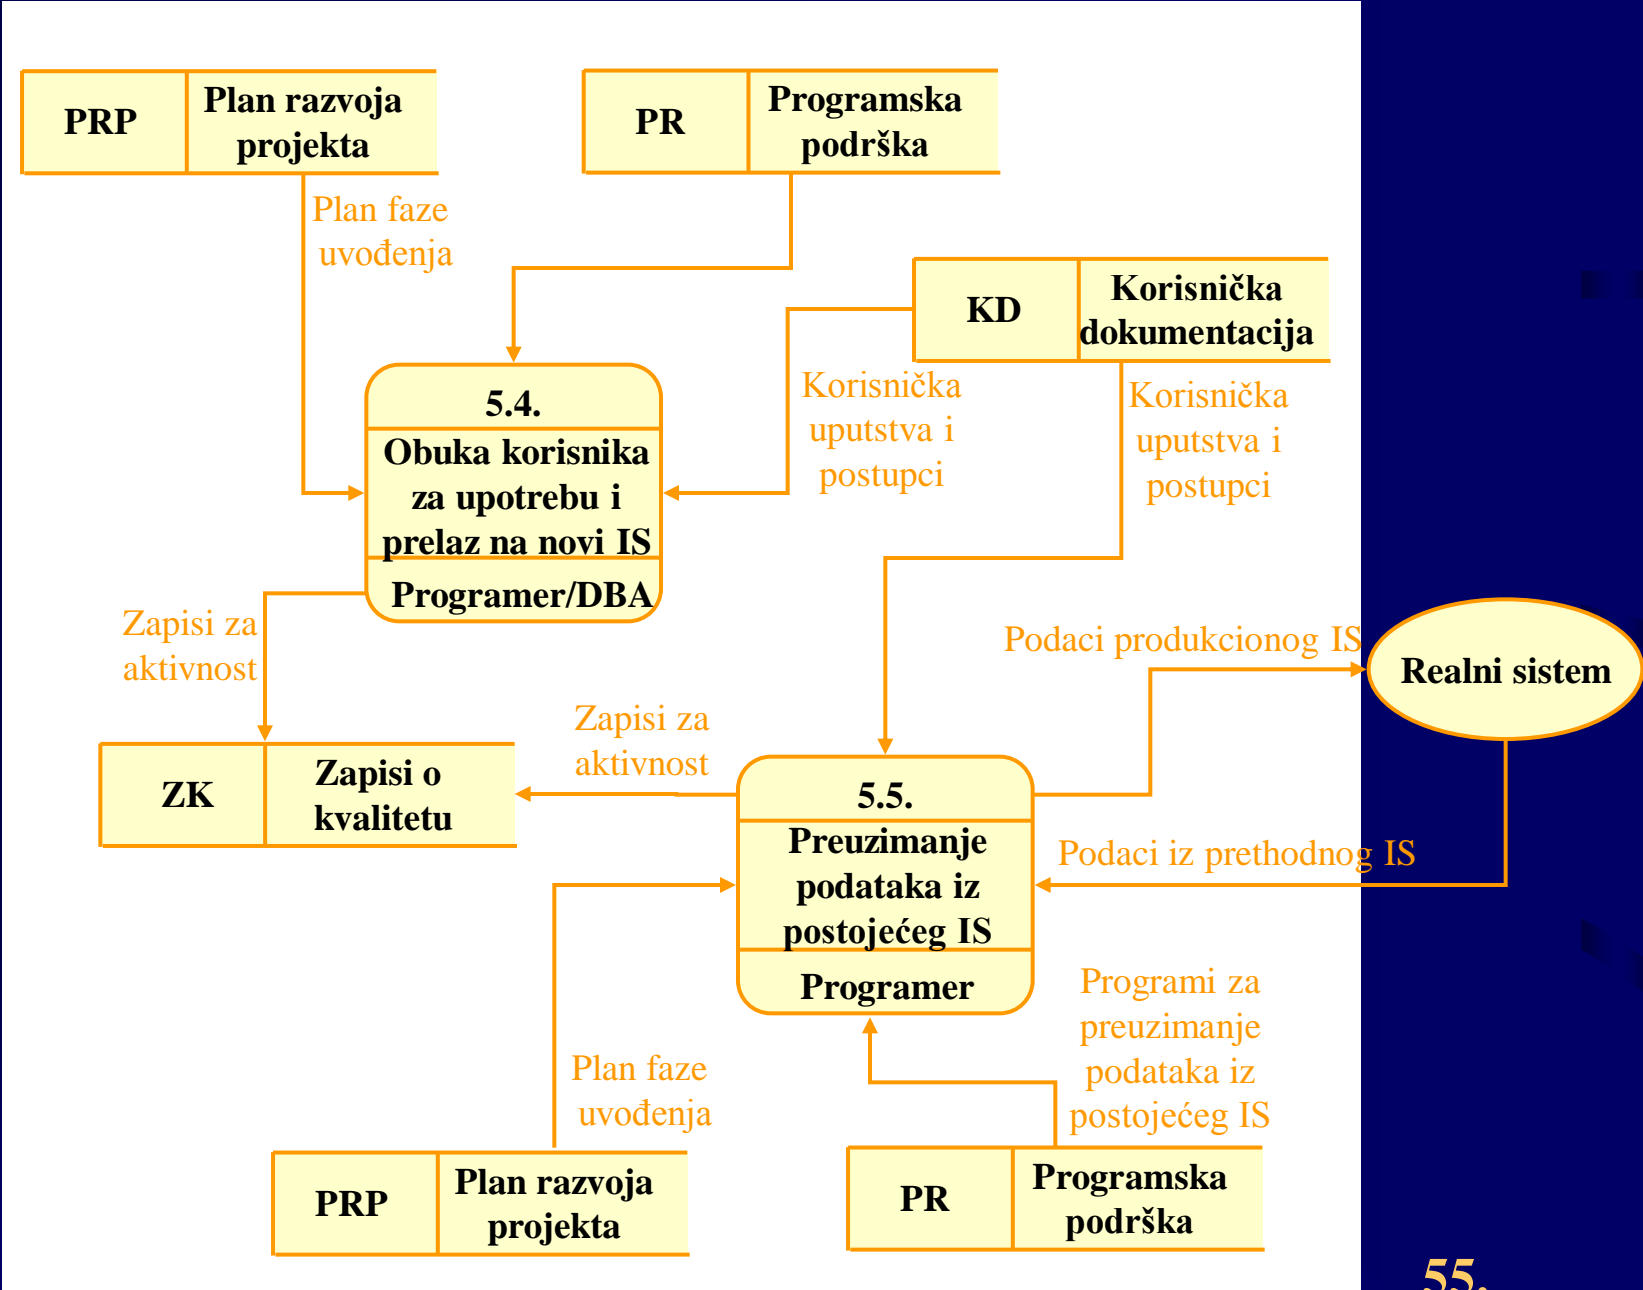 PRP
Plan razvoja
projekta
PR
Programska
podrška
Plan faze
uvođenja
KD
Korisnička
dokumentacija
5.4.
Obuka korisnika
za upotrebu i
prelaz na novi IS
Programer/DBA
Korisnička
uputstva i
postupci
Korisnička
uputstva i
postupci
Zapisi za
aktivnost
Podaci produkcionog IS
Realni sistem
Zapisi za
aktivnost
ZK
Zapisi o
kvalitetu
5.5.
Preuzimanje
podataka iz
postojećeg IS
Programer
Podaci iz prethodnog IS
Programi za
preuzimanje
podataka iz
postojećeg IS
Plan faze
uvođenja
PRP
Plan razvoja
projekta
PR
Programska
podrška
55.